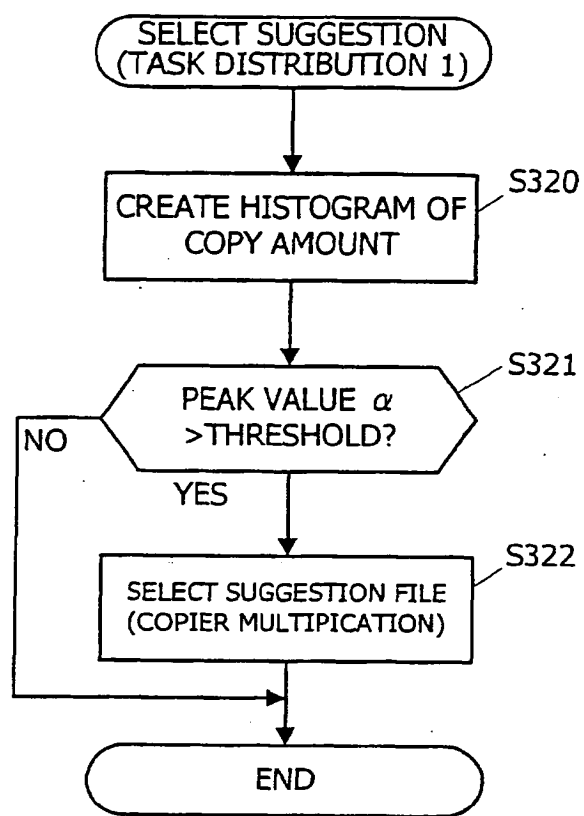 SELECT SUGGESTION
(TASK DISTRIBUTION 1)
S320
CREATE HISTOGRAM OF
COPY AMOUNT
S321
PEAK VALUE α
>THRESHOLD?
NO
YES
S322
SELECT SUGGESTION FILE
(COPIER MULTIPICATION)
END